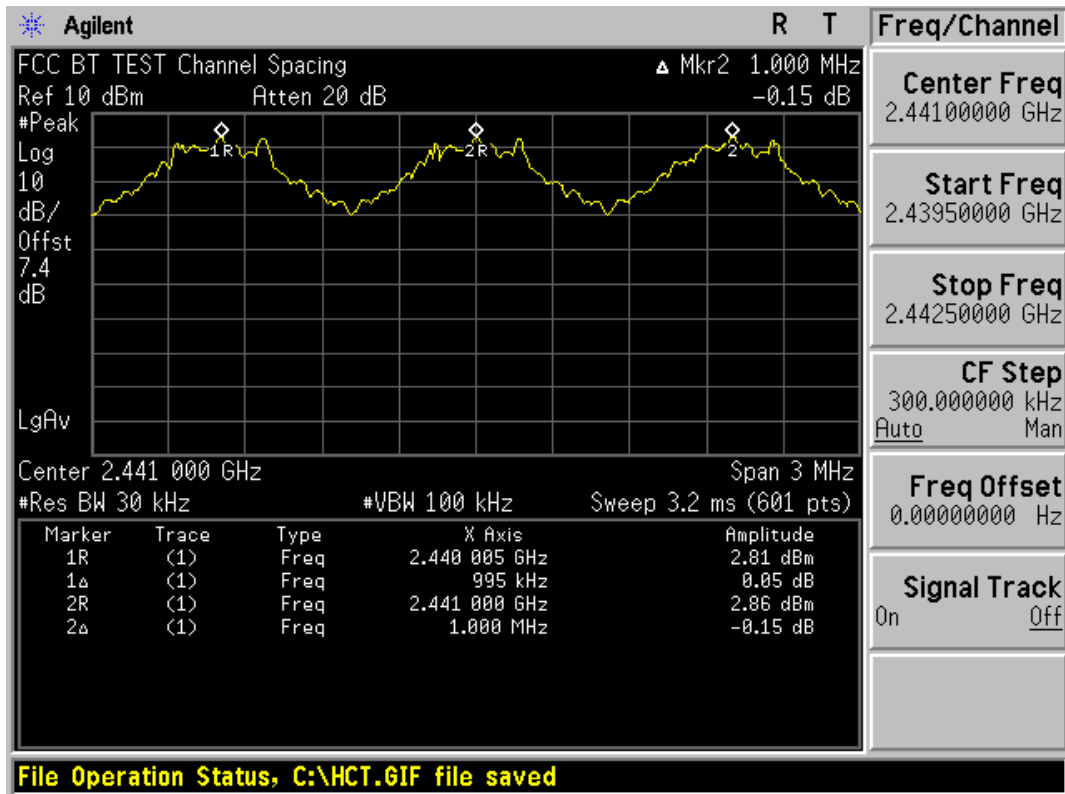 Agilent R T
FCC BT TEST Channel Spacing
Δ Mkr2 1.000 MHz
Ref 10 dBm Atten 20 dB -0.15 dB
#Peak
Log
10
dB/
Offst
7.4
dB
LgAv
1R
2R
2
Center 2.441 000 GHz Span 3 MHz
#Res BW 30 kHz #VBW 100 kHz Sweep 3.2 ms (601 pts)
Marker Trace Type X Axis Amplitude
1R (1) Freq 2.440 005 GHz 2.81 dBm
1Δ (1) Freq 995 kHz 0.05 dB
2R (1) Freq 2.441 000 GHz 2.86 dBm
2Δ (1) Freq 1.000 MHz -0.15 dB
File Operation Status, C:\HCT.GIF file saved
Freq/Channel
Center Freq
2.44100000 GHz
Start Freq
2.43950000 GHz
Stop Freq
2.44250000 GHz
CF Step
300.000000 kHz
Auto Man
Freq Offset
0.00000000 Hz
Signal Track
On Off